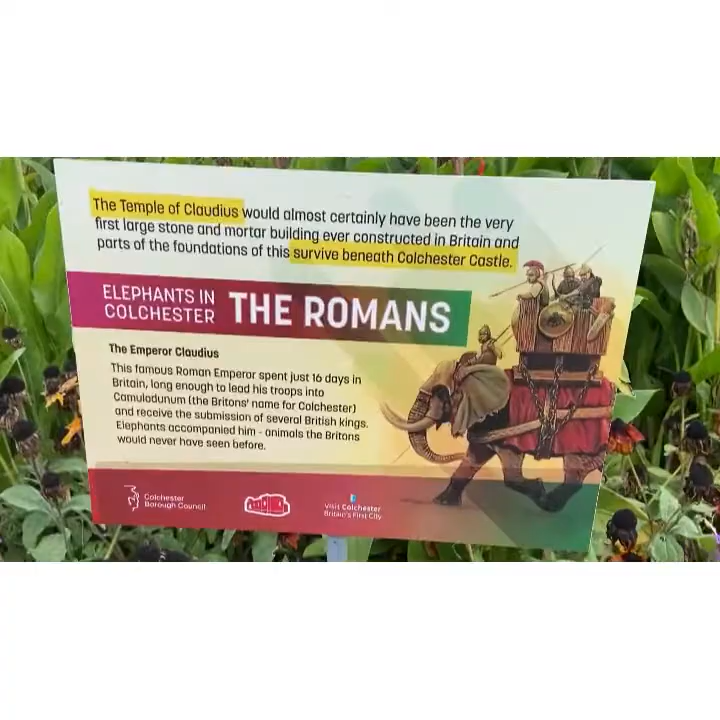 The Temple of Claudius would almost certainly have been the very
first large stone and mortar building ever constructed in Britain and
parts of the foundations of this survive beneath Colchester Castle.
ELEPHANTS IN
COLCHESTER
THE ROMANS
The Emperor Claudius
This famous Roman Emperor spent just 16 days in
Britain, long enough to lead his troops into
Camulodunum (the Britons' name for Colchester)
and receive the submission of several British kings.
Elephants accompanied him - animals the Britons
would never have seen before.
Colchester
Borough Council
Visit Colchester
Britain's First City